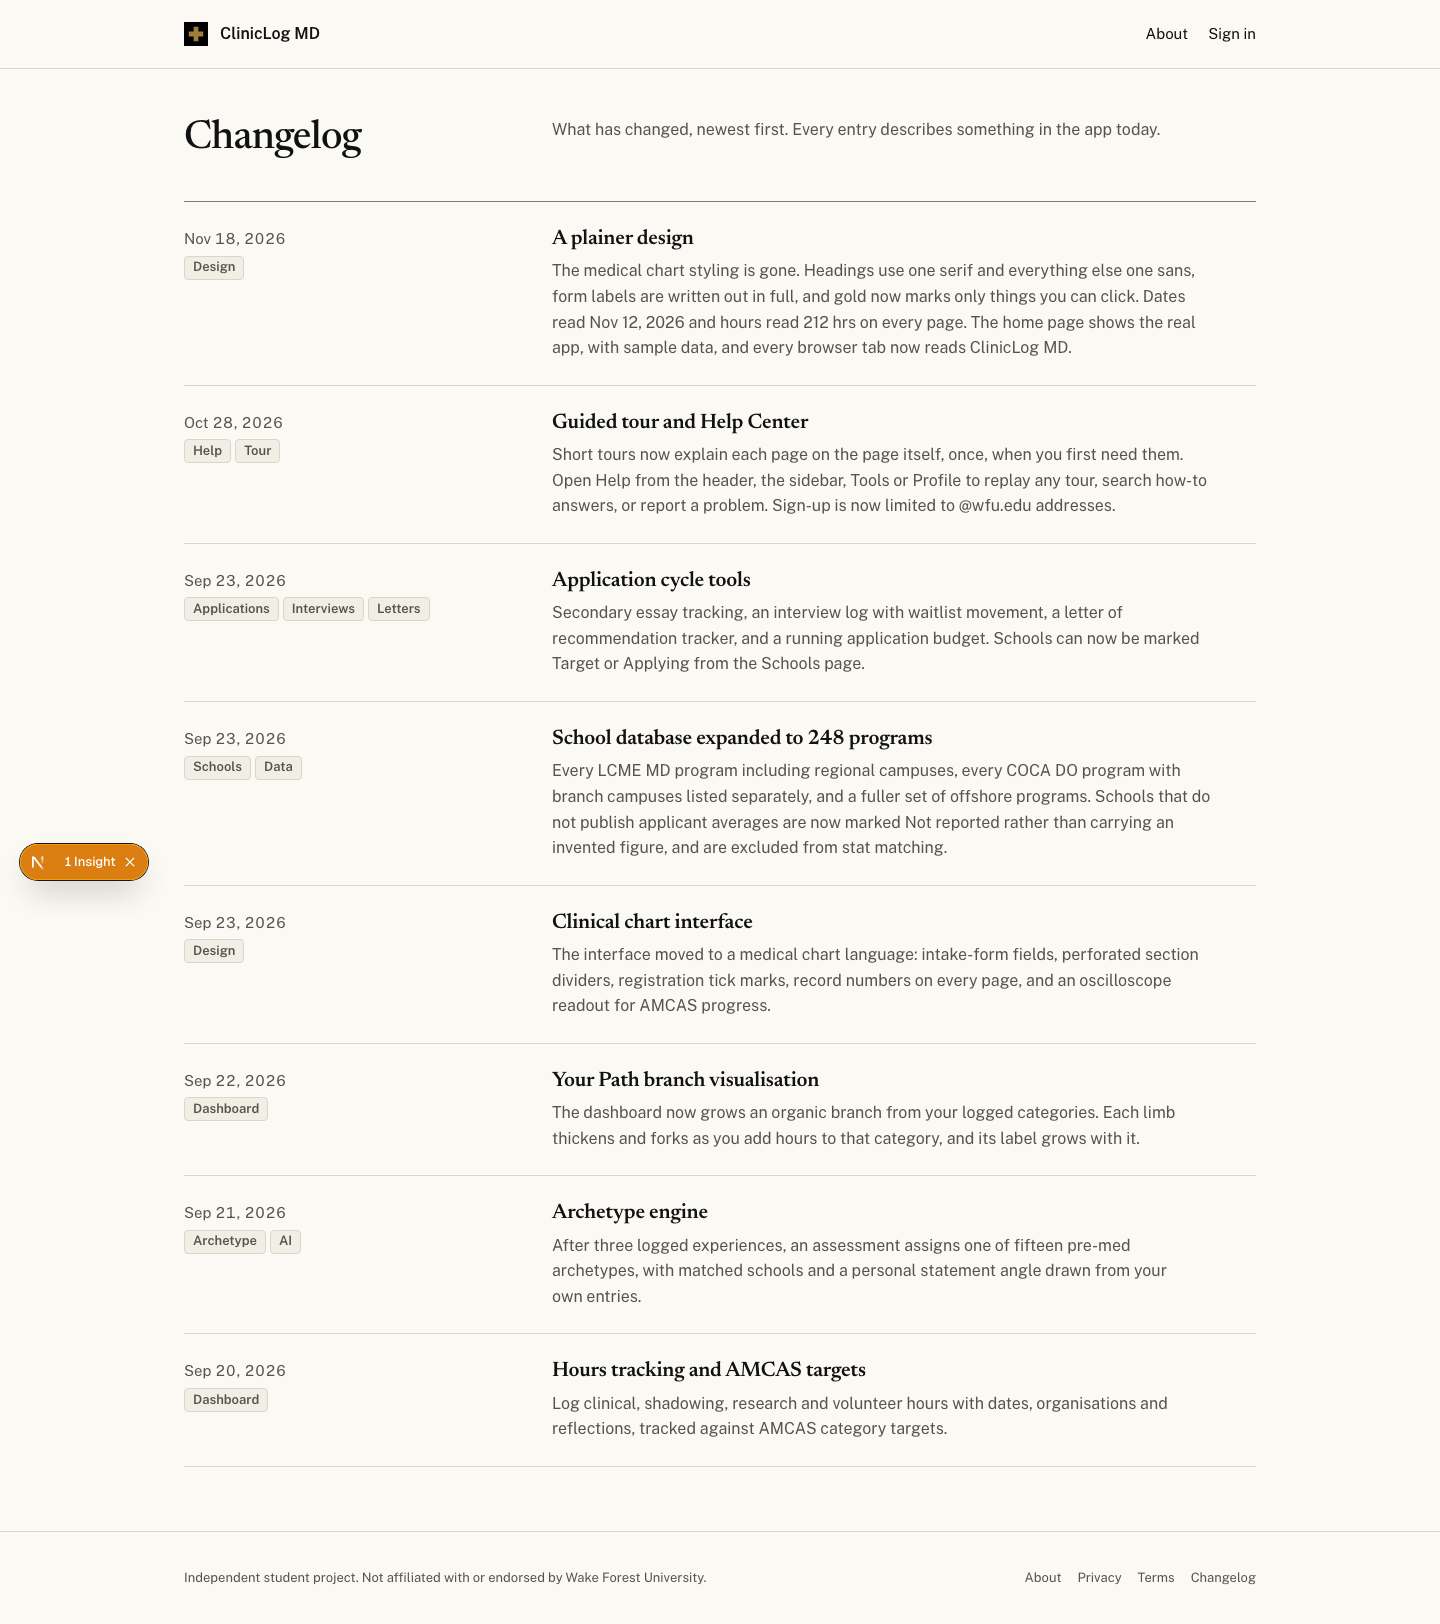 ClinicLog MD
About
Sign in
Changelog
What has changed, newest first. Every entry describes something in the app today.
Nov 18, 2026
Design
A plainer design
The medical chart styling is gone. Headings use one serif and everything else one sans,
form labels are written out in full, and gold now marks only things you can click. Dates
read Nov 12, 2026 and hours read 212 hrs on every page. The home page shows the real
app, with sample data, and every browser tab now reads ClinicLog MD.
Oct 28, 2026
Help
Tour
Guided tour and Help Center
Short tours now explain each page on the page itself, once, when you first need them.
Open Help from the header, the sidebar, Tools or Profile to replay any tour, search how-to
answers, or report a problem. Sign-up is now limited to @wfu.edu addresses.
Sep 23, 2026
Applications
Interviews
Letters
Application cycle tools
Secondary essay tracking, an interview log with waitlist movement, a letter of
recommendation tracker, and a running application budget. Schools can now be marked
Target or Applying from the Schools page.
Sep 23, 2026
Schools
Data
School database expanded to 248 programs
Every LCME MD program including regional campuses, every COCA DO program with
branch campuses listed separately, and a fuller set of offshore programs. Schools that do
not publish applicant averages are now marked Not reported rather than carrying an
invented figure, and are excluded from stat matching.
1 Insight
Sep 23, 2026
Design
Clinical chart interface
The interface moved to a medical chart language: intake-form fields, perforated section
dividers, registration tick marks, record numbers on every page, and an oscilloscope
readout for AMCAS progress.
Sep 22, 2026
Dashboard
Your Path branch visualisation
The dashboard now grows an organic branch from your logged categories. Each limb
thickens and forks as you add hours to that category, and its label grows with it.
Sep 21, 2026
Archetype
AI
Archetype engine
After three logged experiences, an assessment assigns one of fifteen pre-med
archetypes, with matched schools and a personal statement angle drawn from your
own entries.
Sep 20, 2026
Dashboard
Hours tracking and AMCAS targets
Log clinical, shadowing, research and volunteer hours with dates, organisations and
reflections, tracked against AMCAS category targets.
Independent student project. Not affiliated with or endorsed by Wake Forest University.
About
Privacy
Terms
Changelog